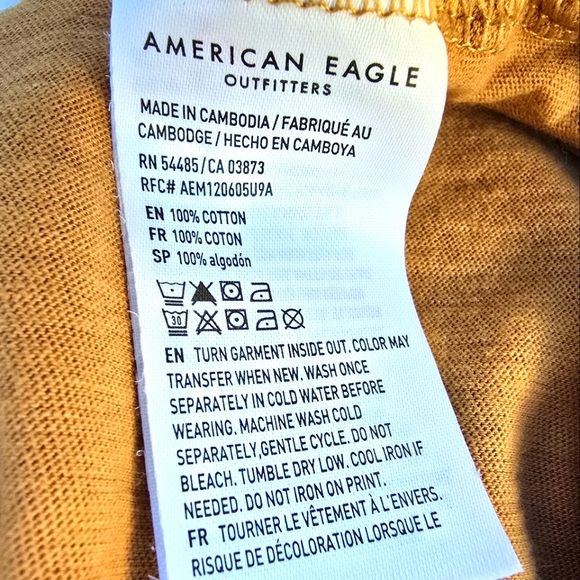 AMERICAN EAGLE
OUTFITTERS
MADE IN CAMBODIA / FABRIQUÉ AU
CAMBODGE / HECHO EN CAMBOYA
RN 54485 / CA 03873
RFC# AEM120605U9A
EN 100% COTTON
FR 100% COTON
SP 100% algodón
30
EN TURN GARMENT INSIDE OUT. COLOR MAY
TRANSFER WHEN NEW. WASH ONCE
SEPARATELY IN COLD WATER BEFORE
WEARING. MACHINE WASH COLD
SEPARATELY,GENTLE CYCLE. DO NOT
BLEACH. TUMBLE DRY LOW. COOL IRON IF
NEEDED. DO NOT IRON ON PRINT.
FR TOURNER LE VÊTEMENT À L'ENVERS.
RISQUE DE DÉCOLORATION LORSQUE LE